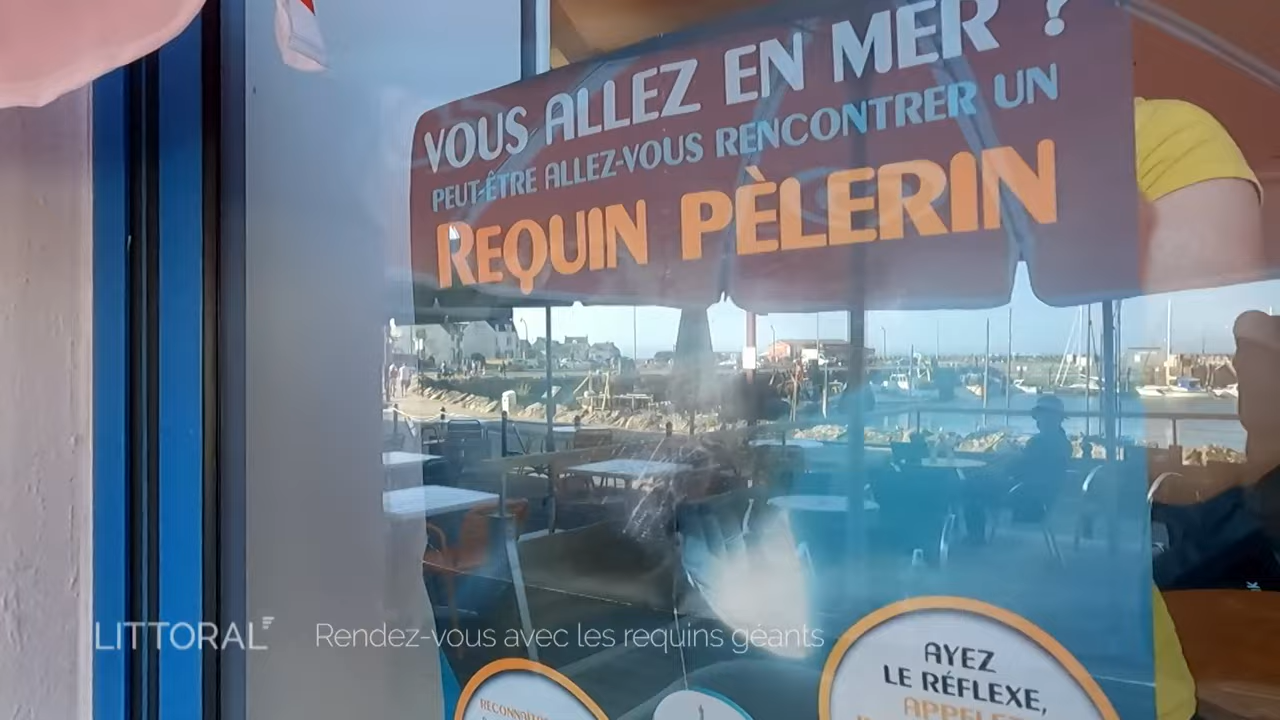 VOUS ALLEZ EN MER ?
PEUT-ÊTRE ALLEZ-VOUS RENCONTRER UN
REQUIN PÈLERIN
AYEZ
LE RÉFLEXE,
LITTORAL
Rendez-vous avec les requins géants